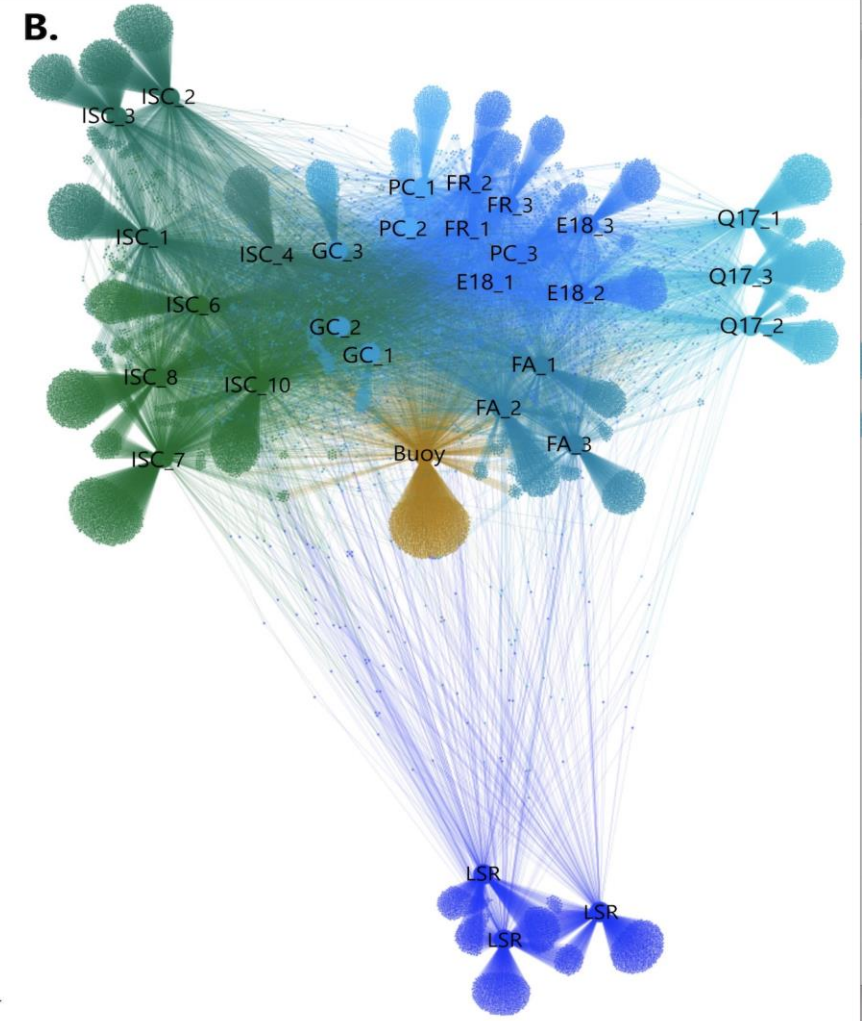 B.
ISC_2
ISC_3
PC_1
FR_2
FR_3
Q17_1
PC_2
FR_1
E18_3
ISC_1
ISC_4
GC_3
PC_3
Q17_3
E18_1
E18_2
ISC_6
GC_2
Q17_2
GC_1
FA_1
ISC_8
ISC_10
FA_2
FA_3
Buoy
ISC_7
LSR
LSR
LSR